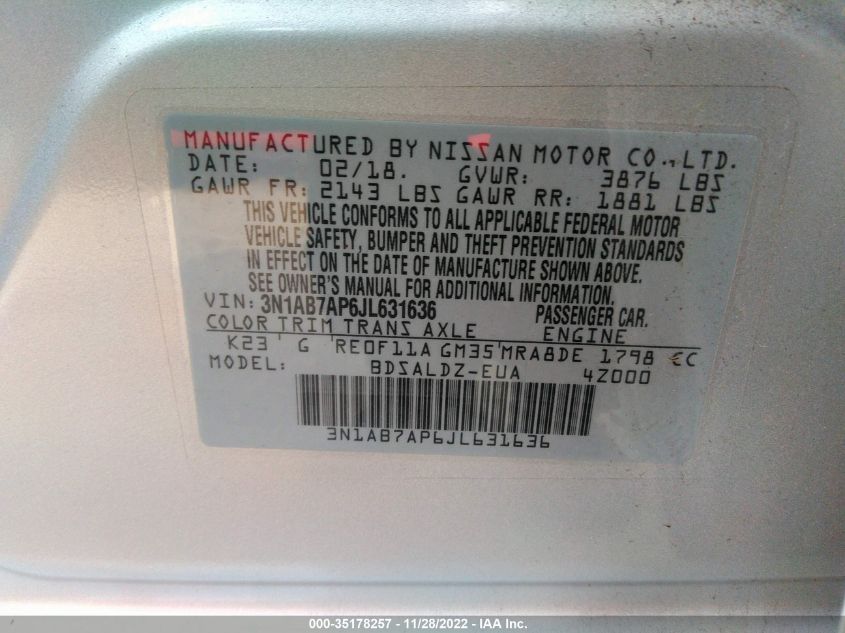 MANUFACTURED BY NISSAN MOTOR CO., LTD.
DATE: 02/18. GVWR: 3876 LBS
GAWR FR: 2143 LBS GAWR RR: 1881 LBS
THIS VEHICLE CONFORMS TO ALL APPLICABLE FEDERAL MOTOR
VEHICLE SAFETY, BUMPER AND THEFT PREVENTION STANDARDS
IN EFFECT ON THE DATE OF MANUFACTURE SHOWN ABOVE.
SEE OWNER'S MANUAL FOR ADDITIONAL INFORMATION.
VIN: 3N1AB7AP6JL631636 PASSENGER CAR.
COLOR TRIM TRANS AXLE ENGINE
K23 G RE0F11A GM35 MRA8DE 1798 CC
MODEL: BDSALDZ-EUA 4Z000
3N1AB7AP6JL631636
000-35178257 - 11/28/2022 - IAA Inc.